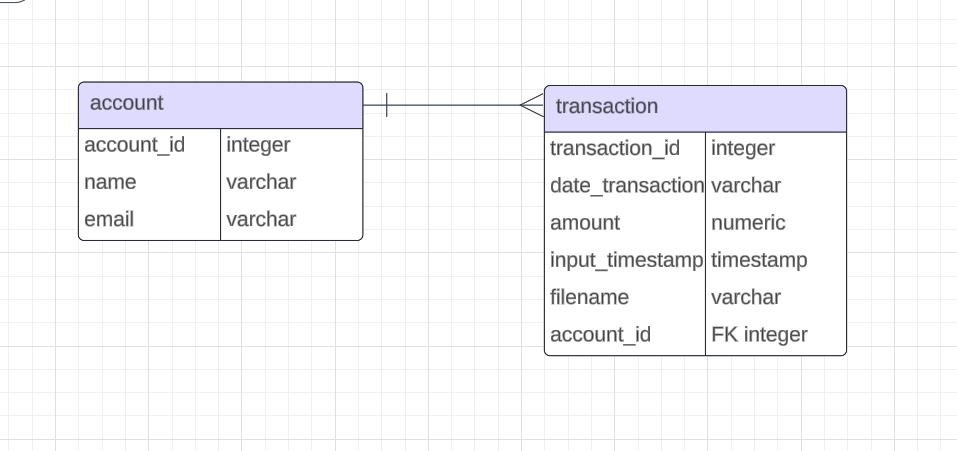 account
account_id integer
name varchar
email varchar
transaction
transaction_id integer
date_transaction varchar
amount numeric
input_timestamp timestamp
filename varchar
account_id FK integer